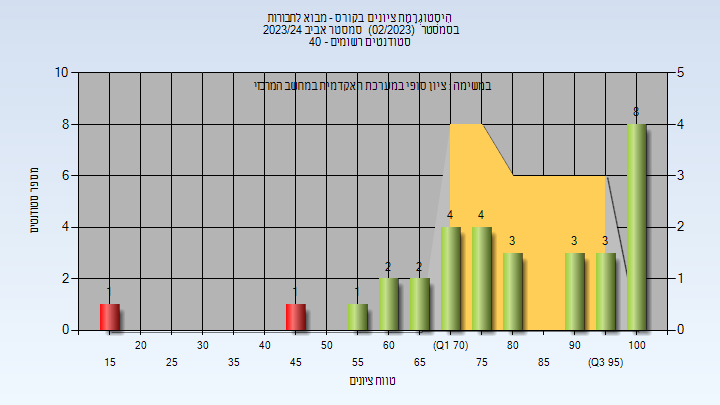 היסטוגרמת ציונים בקורס - מבוא לחבורות
בסמסטר (02/2023) סמסטר אביב 2023/24
סטודנטים רשומים - 40
במשימה : ציון סופי במערכת האקדמית במחשב המרכזי
מספר סטודנטים
10 8 6 4 2 0
5 4 3 2 1 0
1 1 1 2 2 4 4 3 3 3 8
20 30 40 50 60 (Q1 70) 80 90 100
15 25 35 45 55 65 75 85 (Q3 95)
טווח ציונים